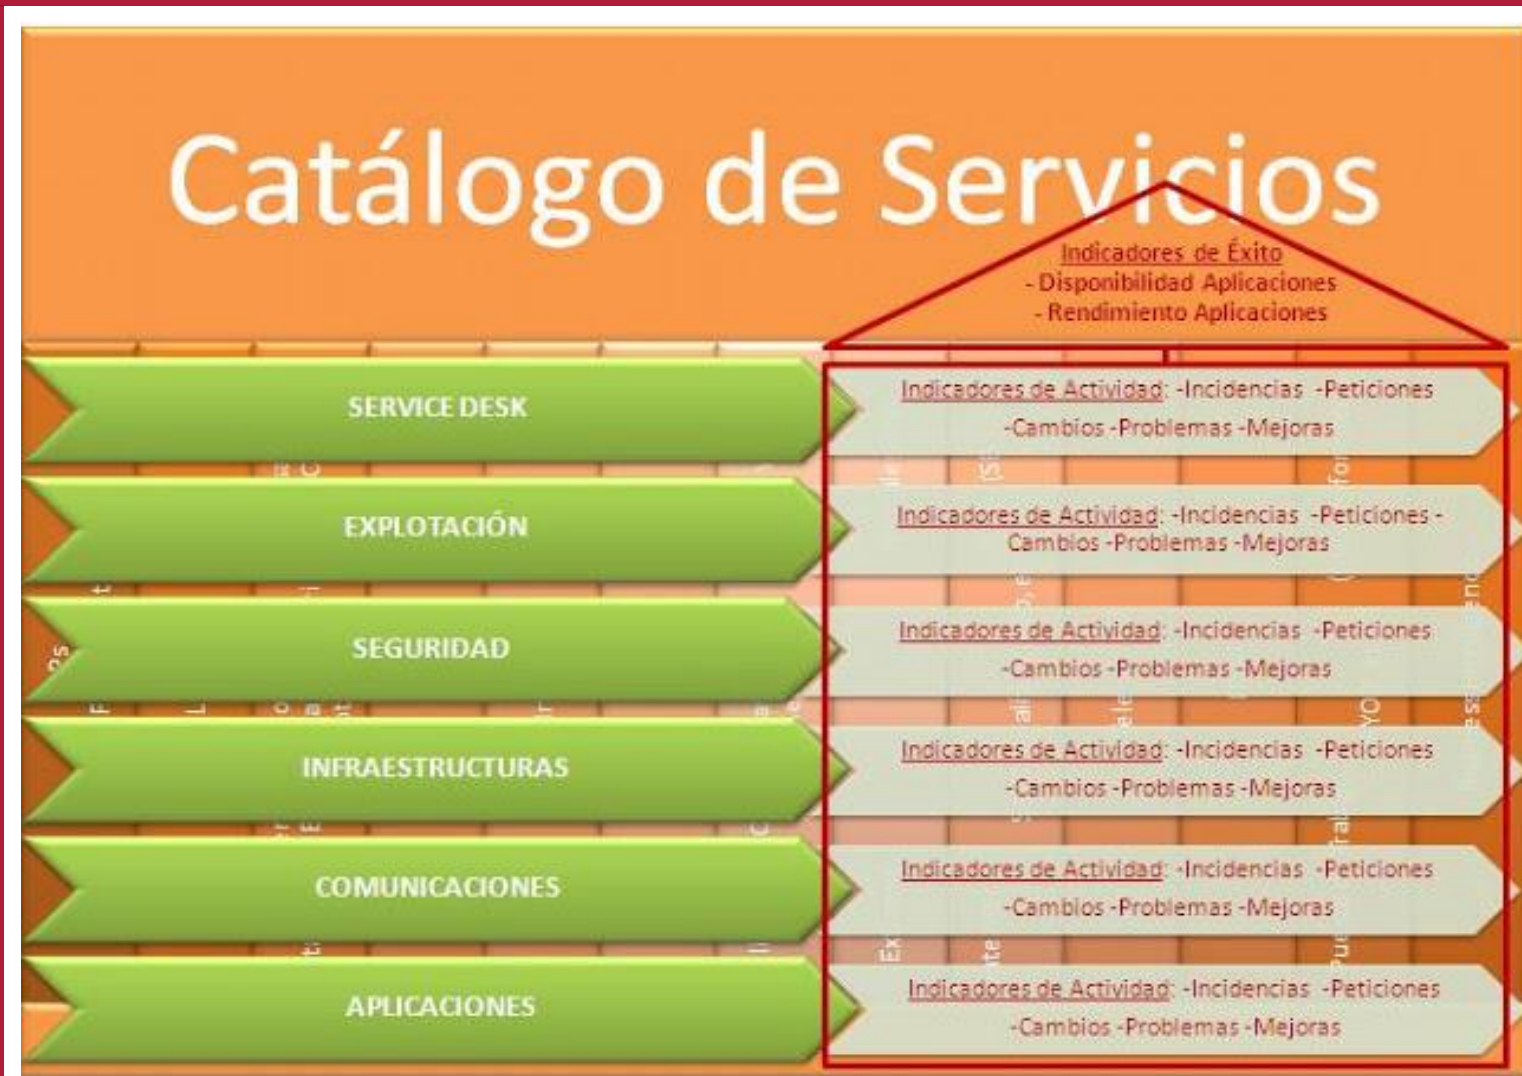 Catálogo de Servicios
Indicadores de Éxito
- Disponibilidad Aplicaciones
- Rendimiento Aplicaciones
SERVICE DESK
Indicadores de Actividad: -Incidencias -Peticiones
-Cambios -Problemas -Mejoras
EXPLOTACIÓN
Indicadores de Actividad: -Incidencias -Peticiones -
Cambios -Problemas -Mejoras
SEGURIDAD
Indicadores de Actividad: -Incidencias -Peticiones
-Cambios -Problemas -Mejoras
INFRAESTRUCTURAS
Indicadores de Actividad: -Incidencias -Peticiones
-Cambios -Problemas -Mejoras
COMUNICACIONES
Indicadores de Actividad: -Incidencias -Peticiones
-Cambios -Problemas -Mejoras
APLICACIONES
Indicadores de Actividad: -Incidencias -Peticiones
-Cambios -Problemas -Mejoras